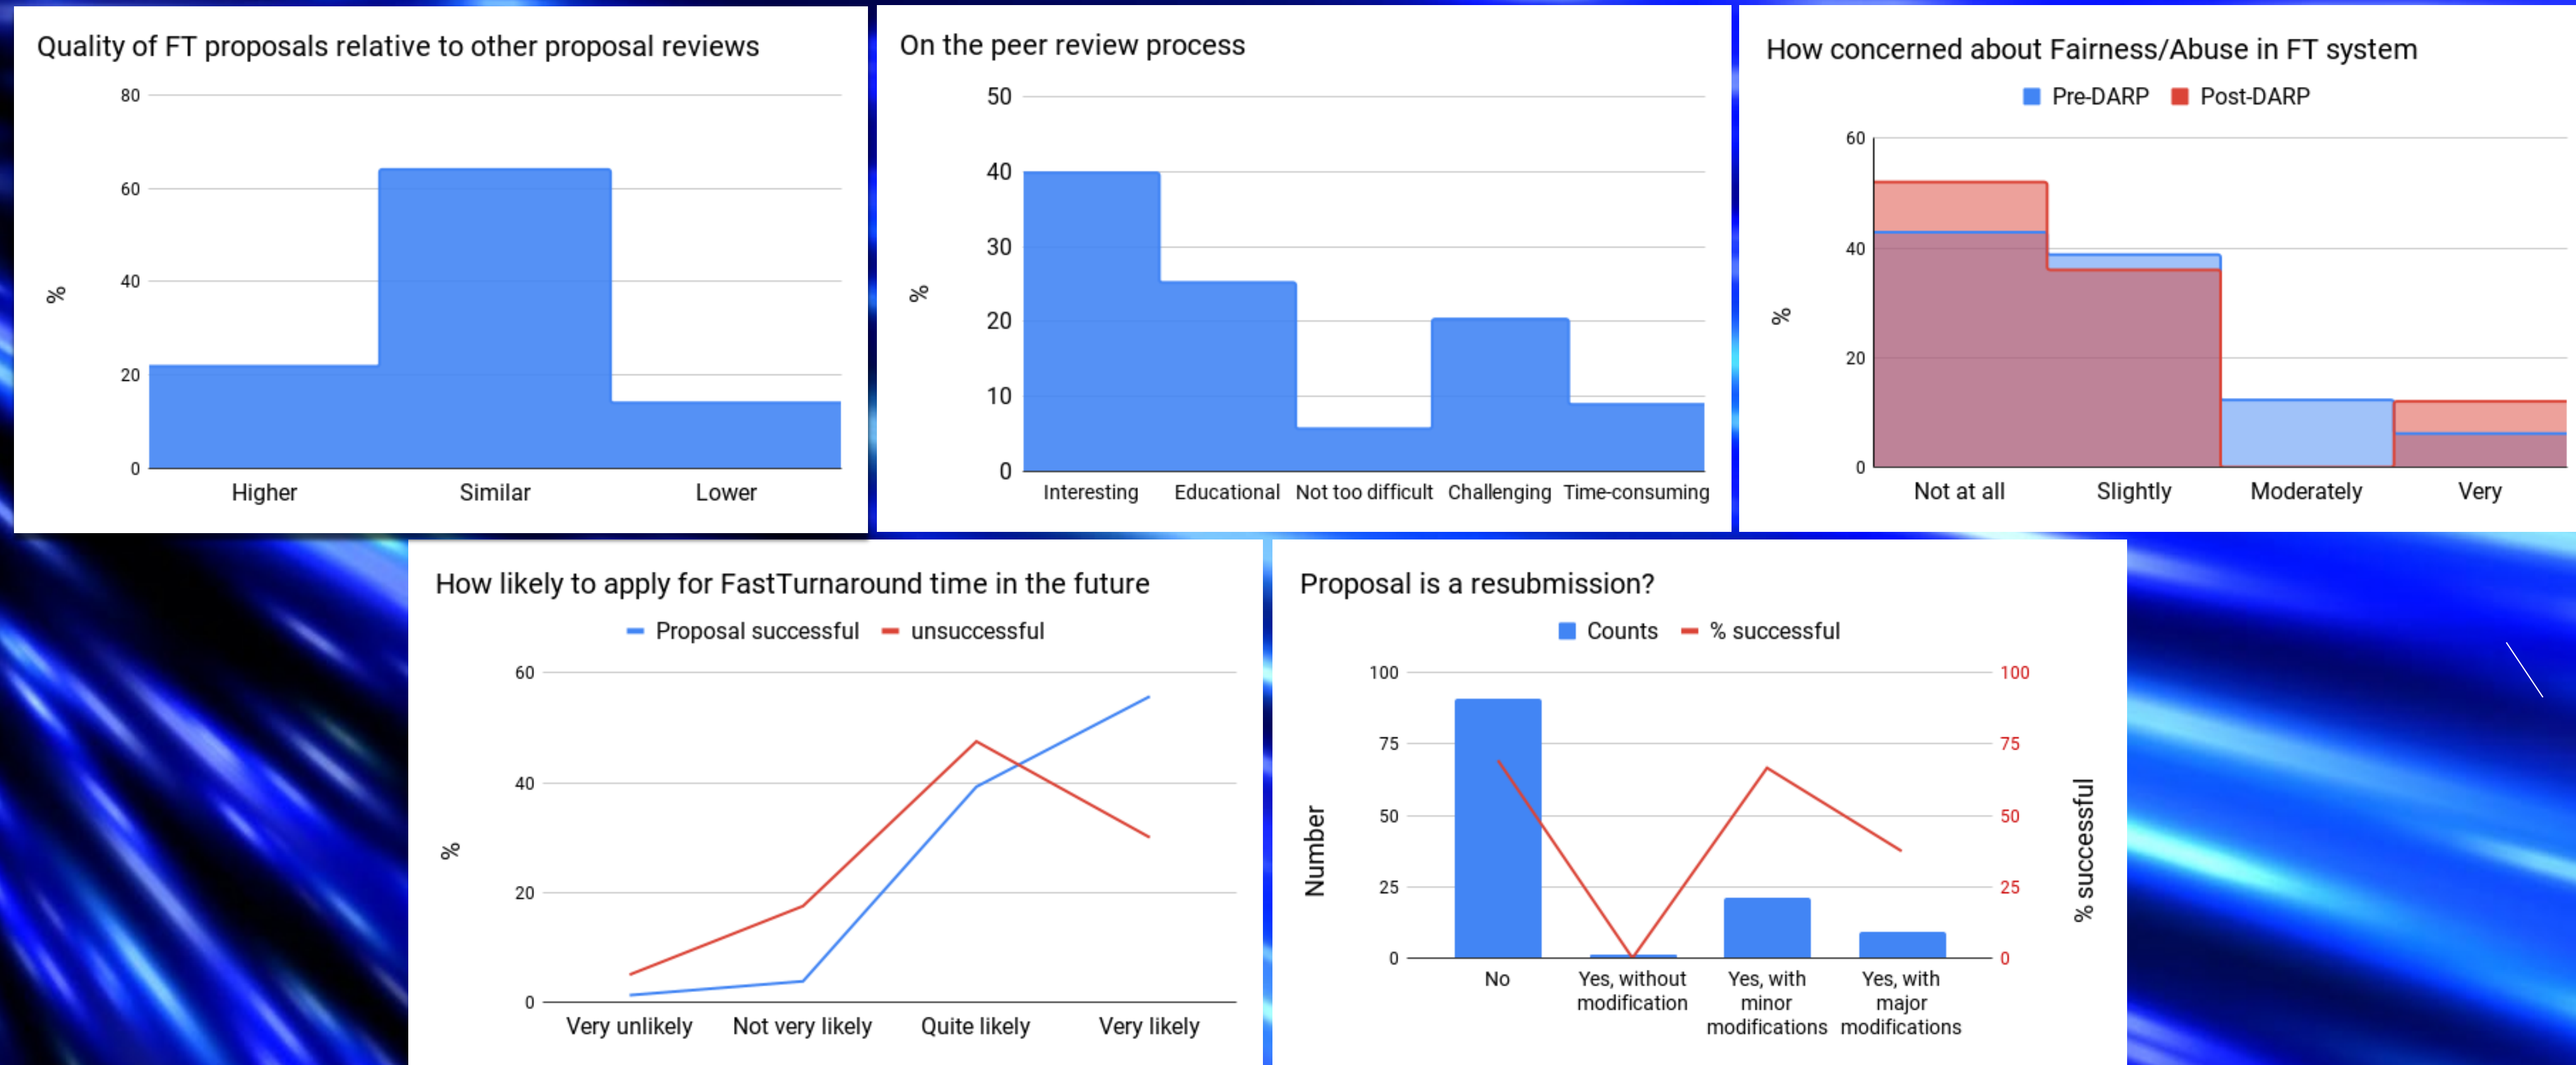 Quality of FT proposals relative to other proposal reviews
80
60
40
20
0
%
Higher Similar Lower
On the peer review process
50
40
30
20
10
0
%
Interesting Educational Not too difficult Challenging Time-consuming
How concerned about Fairness/Abuse in FT system
Pre-DARP Post-DARP
60
40
20
0
%
Not at all Slightly Moderately Very
How likely to apply for FastTurnaround time in the future
Proposal successful unsuccessful
60
40
20
0
%
Very unlikely Not very likely Quite likely Very likely
Proposal is a resubmission?
Counts % successful
100 100
75 75
50 50
25 25
0 0
Number
% successful
No Yes, without Yes, with Yes, with
modification minor major
modifications modifications